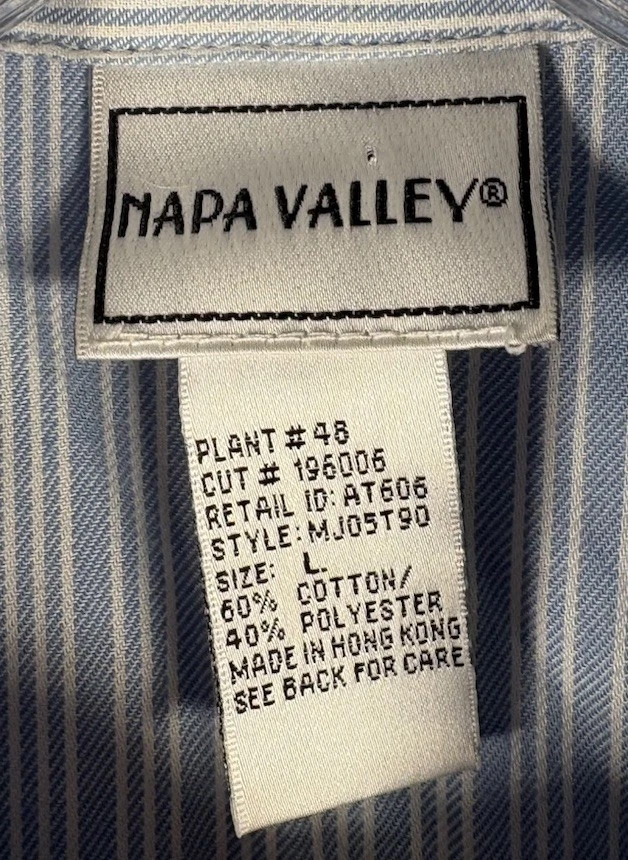 NAPA VALLEY®
PLANT # 48
CUT # 196006
RETAIL ID: AT606
STYLE: MJ05T90
SIZE: L
60% COTTON/
40% POLYESTER
MADE IN HONG KONG
SEE BACK FOR CARE